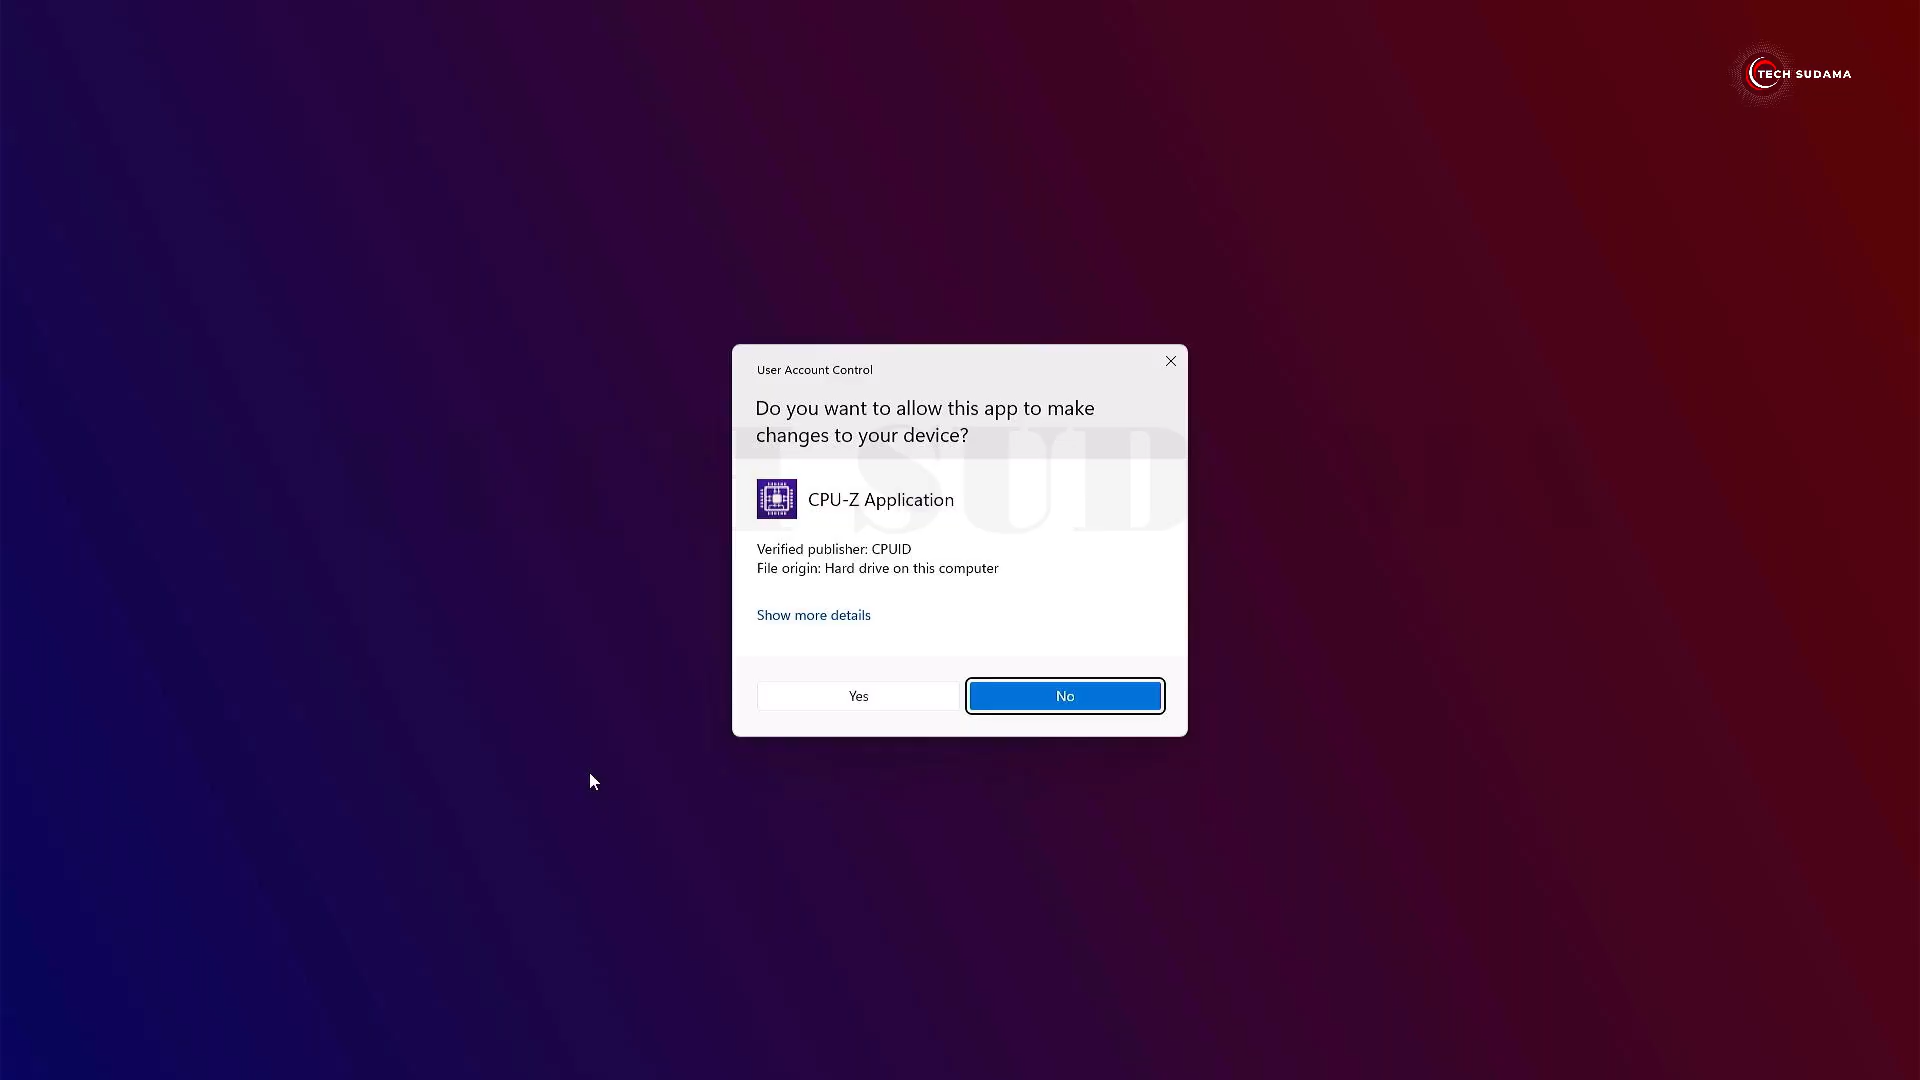 TECH SUDAMA
User Account Control
Do you want to allow this app to make
changes to your device?
CPU-Z Application
Verified publisher: CPUID
File origin: Hard drive on this computer
Show more details
Yes
No